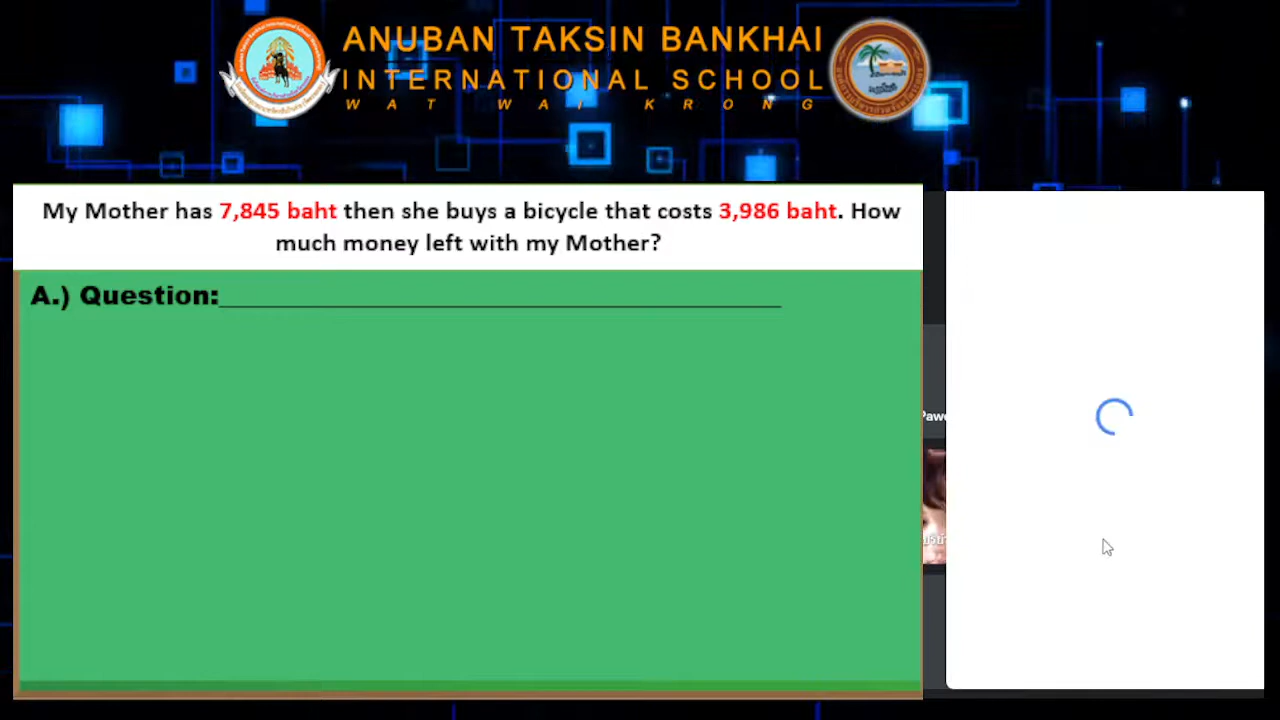 ANUBAN TAKSIN BANKHAI
INTERNATIONAL SCHOOL
WAT WAI KRONG
My Mother has 7,845 baht then she buys a bicycle that costs 3,986 baht. How
much money left with my Mother?
A.) Question:
Pawe